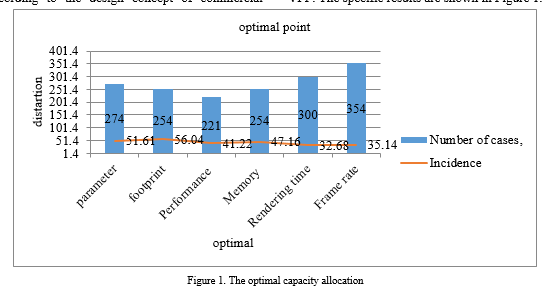 to the design concept of commercial
The specific results are shown in Figure 1.
optimal point
distartion
401.4
351.4
301.4
251.4
201.4
151.4
101.4
51.4
1.4
274
254
221
254
300
354
51.61
56.04
41.22
47.16
32.68
35.14
parameter
footprint
Performance
Memory
Rendering time
Frame rate
optimal
Number of cases,
Incidence
Figure 1. The optimal capacity allocation